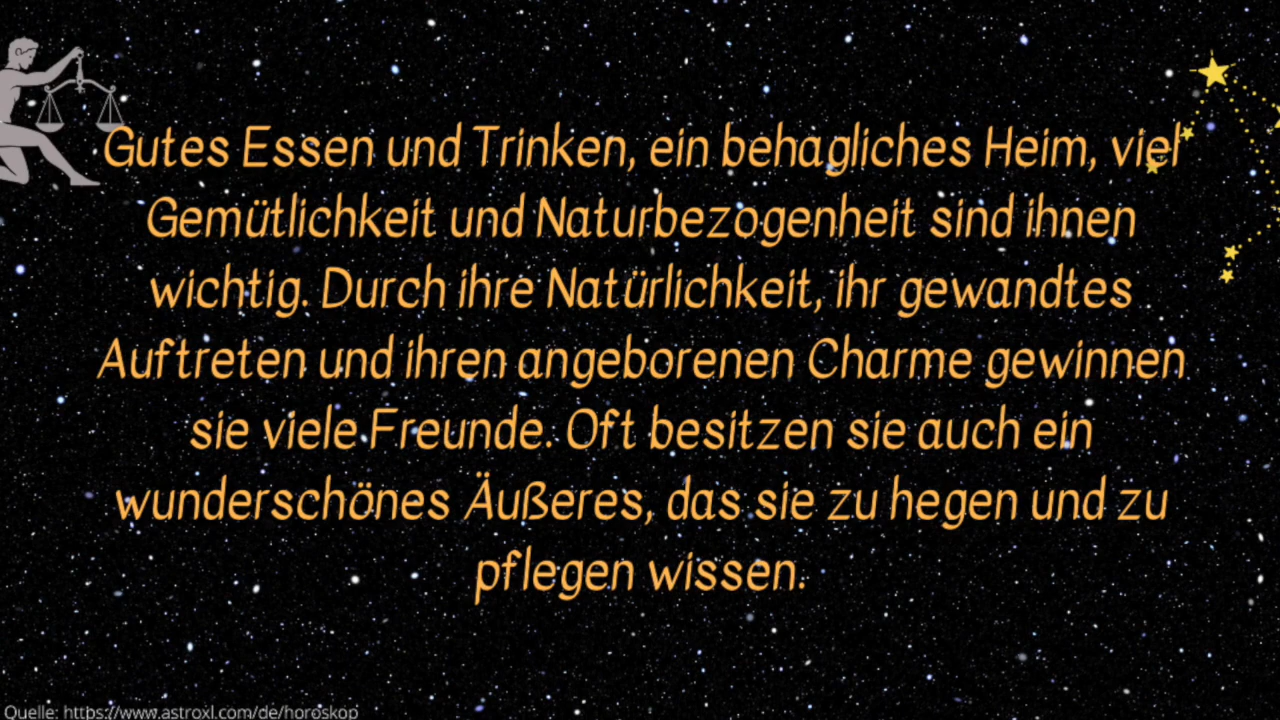 Gutes Essen und Trinken, ein behagliches Heim, viel
Gemütlichkeit und Naturbezogenheit sind ihnen
wichtig. Durch ihre Natürlichkeit, ihr gewandtes
Auftreten und ihren angeborenen Charme gewinnen
sie viele Freunde. Oft besitzen sie auch ein
wunderschönes Äußeres, das sie zu hegen und zu
pflegen wissen.
Quelle: https://www.astroxl.com/de/horoskop